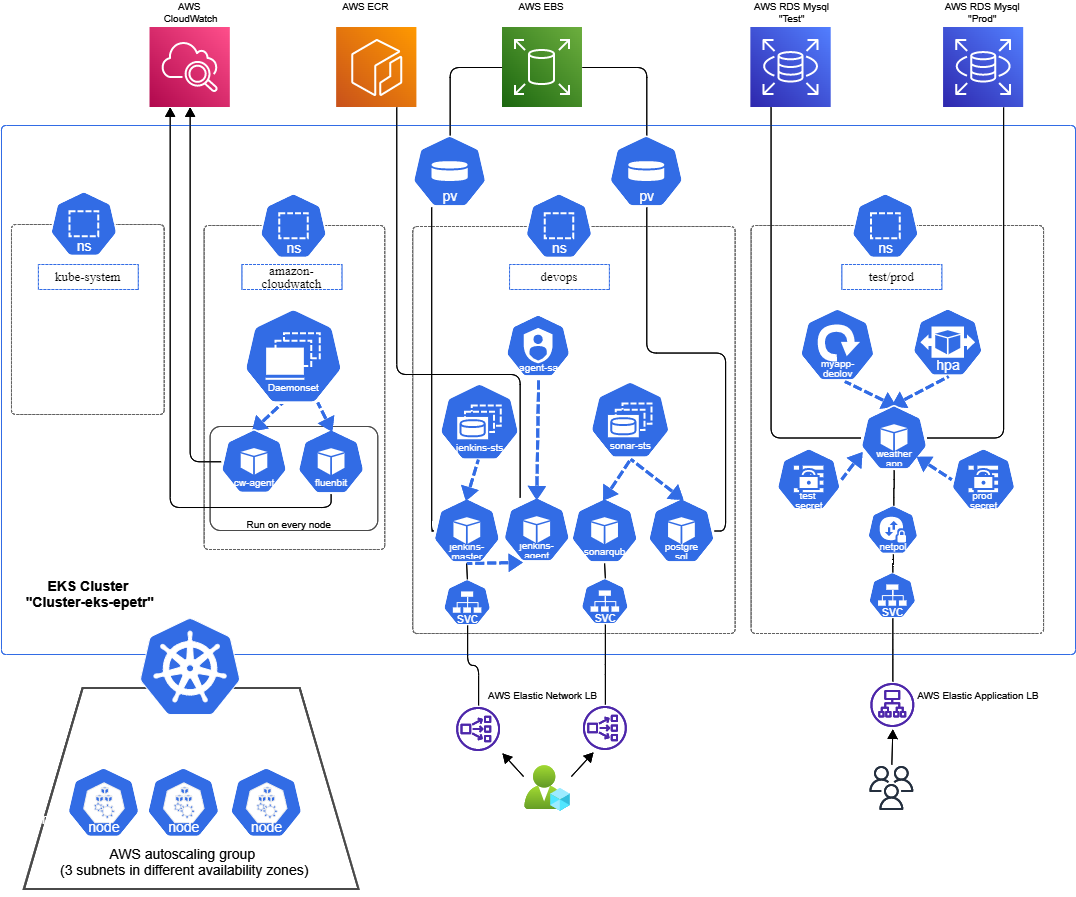 AWS
CloudWatch
AWS ECR
AWS EBS
AWS RDS Mysql
"Test"
AWS RDS Mysql
"Prod"
pv
pv
ns
ns
ns
ns
kube-system
amazon-
cloudwatch
devops
test/prod
Daemonset
agent-sa
myapp-
deploy
hpa
jenkins-sts
sonar-sts
weather
app
cw-agent
fluenbit
test
secret
prod
secret
Run on every node
jenkins-
master
jenkins-
agent
sonarqub
postgre
sql
netpol
EKS Cluster
"Cluster-eks-epetr"
SVC
SVC
SVC
AWS Elastic Network LB
AWS Elastic Application LB
node
node
node
AWS autoscaling group
(3 subnets in different availability zones)